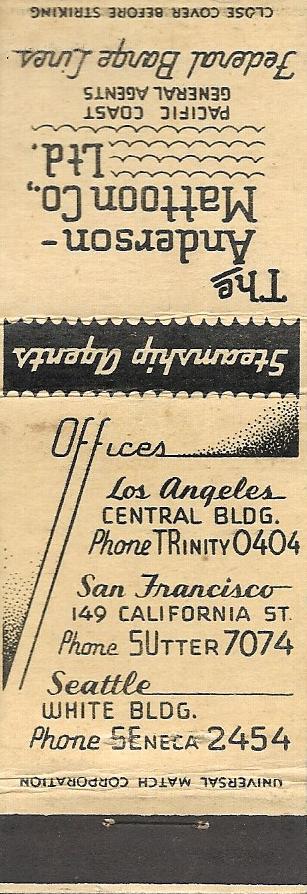 The
Anderson-
Mattoon Co.,
Ltd.
PACIFIC COAST
GENERAL AGENTS
Federal Barge Lines
CLOSE COVER BEFORE STRIKING
Steamship Agents
Offices
Los Angeles
CENTRAL BLDG.
Phone TRINITY 0404
San Francisco
149 CALIFORNIA ST.
Phone SUTTER 7074
Seattle
WHITE BLDG.
Phone SENECA 2454
UNIVERSAL MATCH CORPORATION